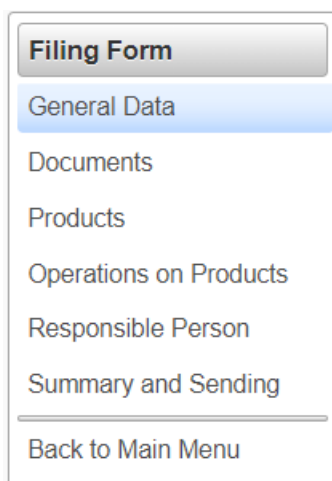 Filing Form
General Data
Documents
Products
Operations on Products
Responsible Person
Summary and Sending
Back to Main Menu